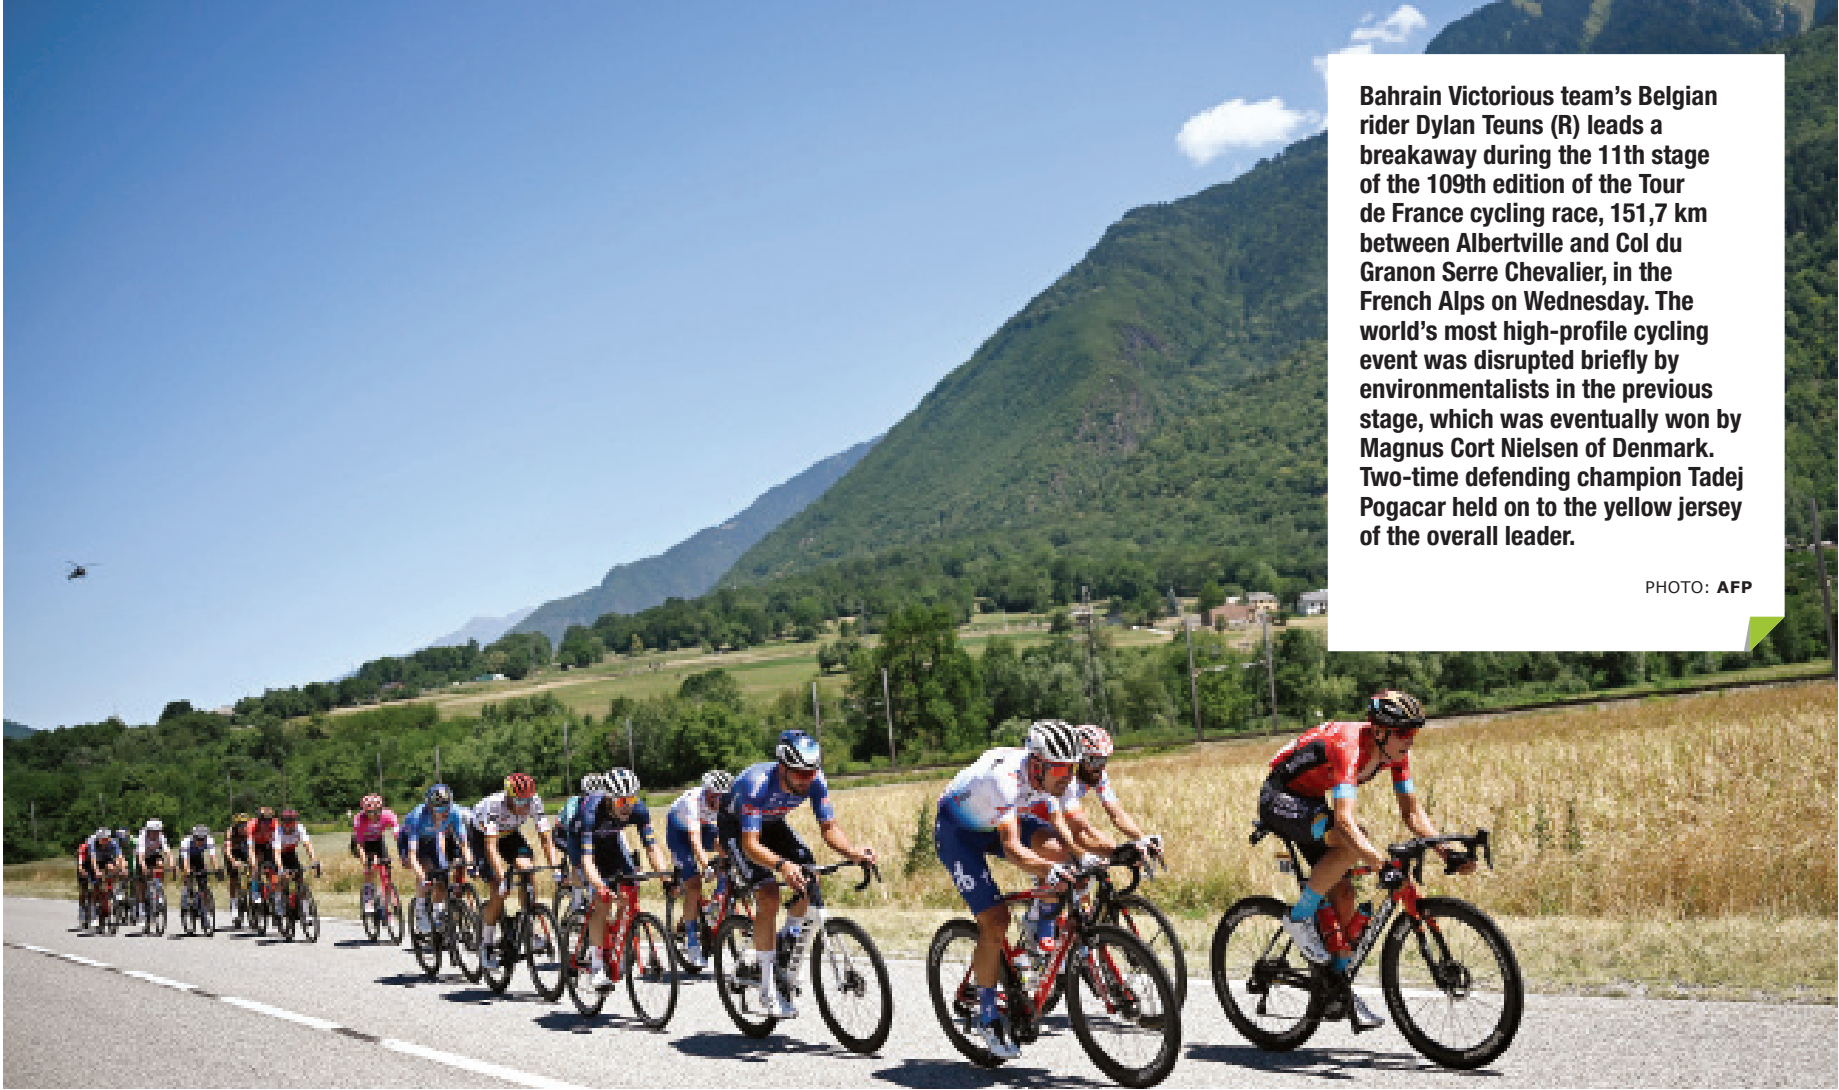 Bahrain Victorious team’s Belgian
rider Dylan Teuns (R) leads a
breakaway during the 11th stage
of the 109th edition of the Tour
de France cycling race, 151,7 km
between Albertville and Col du
Granon Serre Chevalier, in the
French Alps on Wednesday. The
world’s most high-profile cycling
event was disrupted briefly by
environmentalists in the previous
stage, which was eventually won by
Magnus Cort Nielsen of Denmark.
Two-time defending champion Tadej
Pogacar held on to the yellow jersey
of the overall leader.
PHOTO: AFP